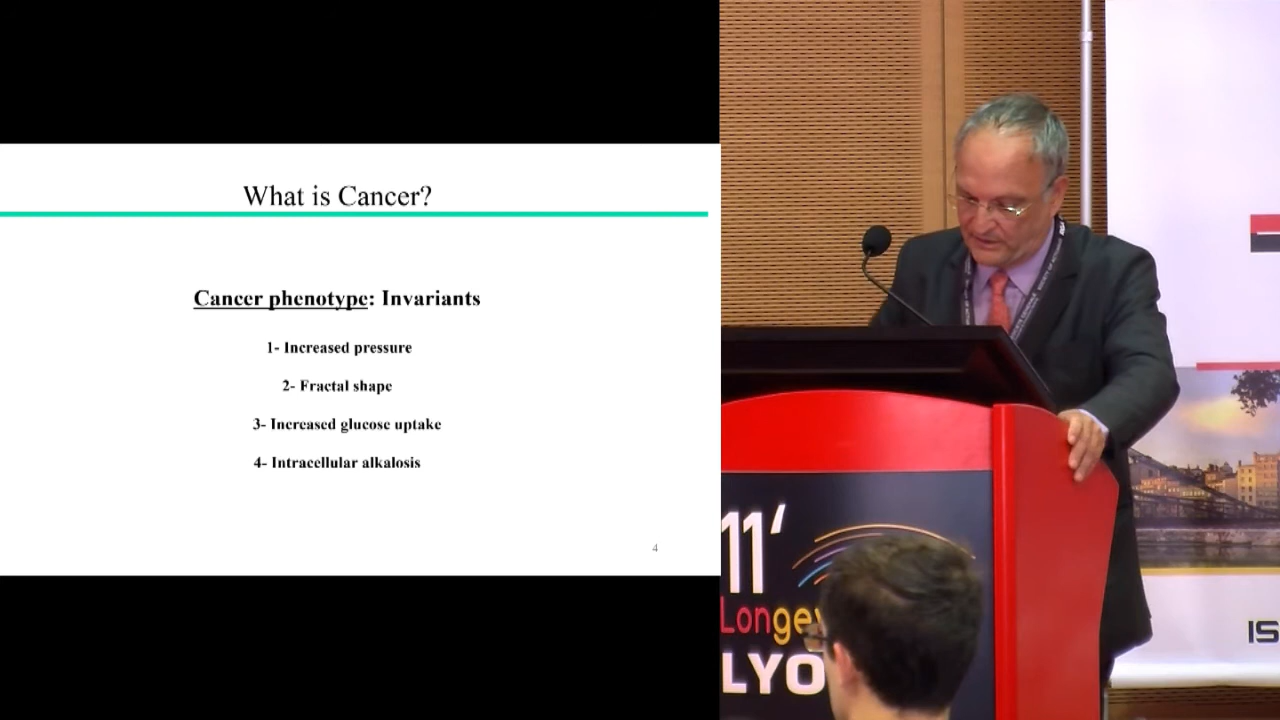 What is Cancer?
Cancer phenotype: Invariants
1- Increased pressure
2- Fractal shape
3- Increased glucose uptake
4- Intracellular alkalosis
4
11'
Longev
LYO
IS